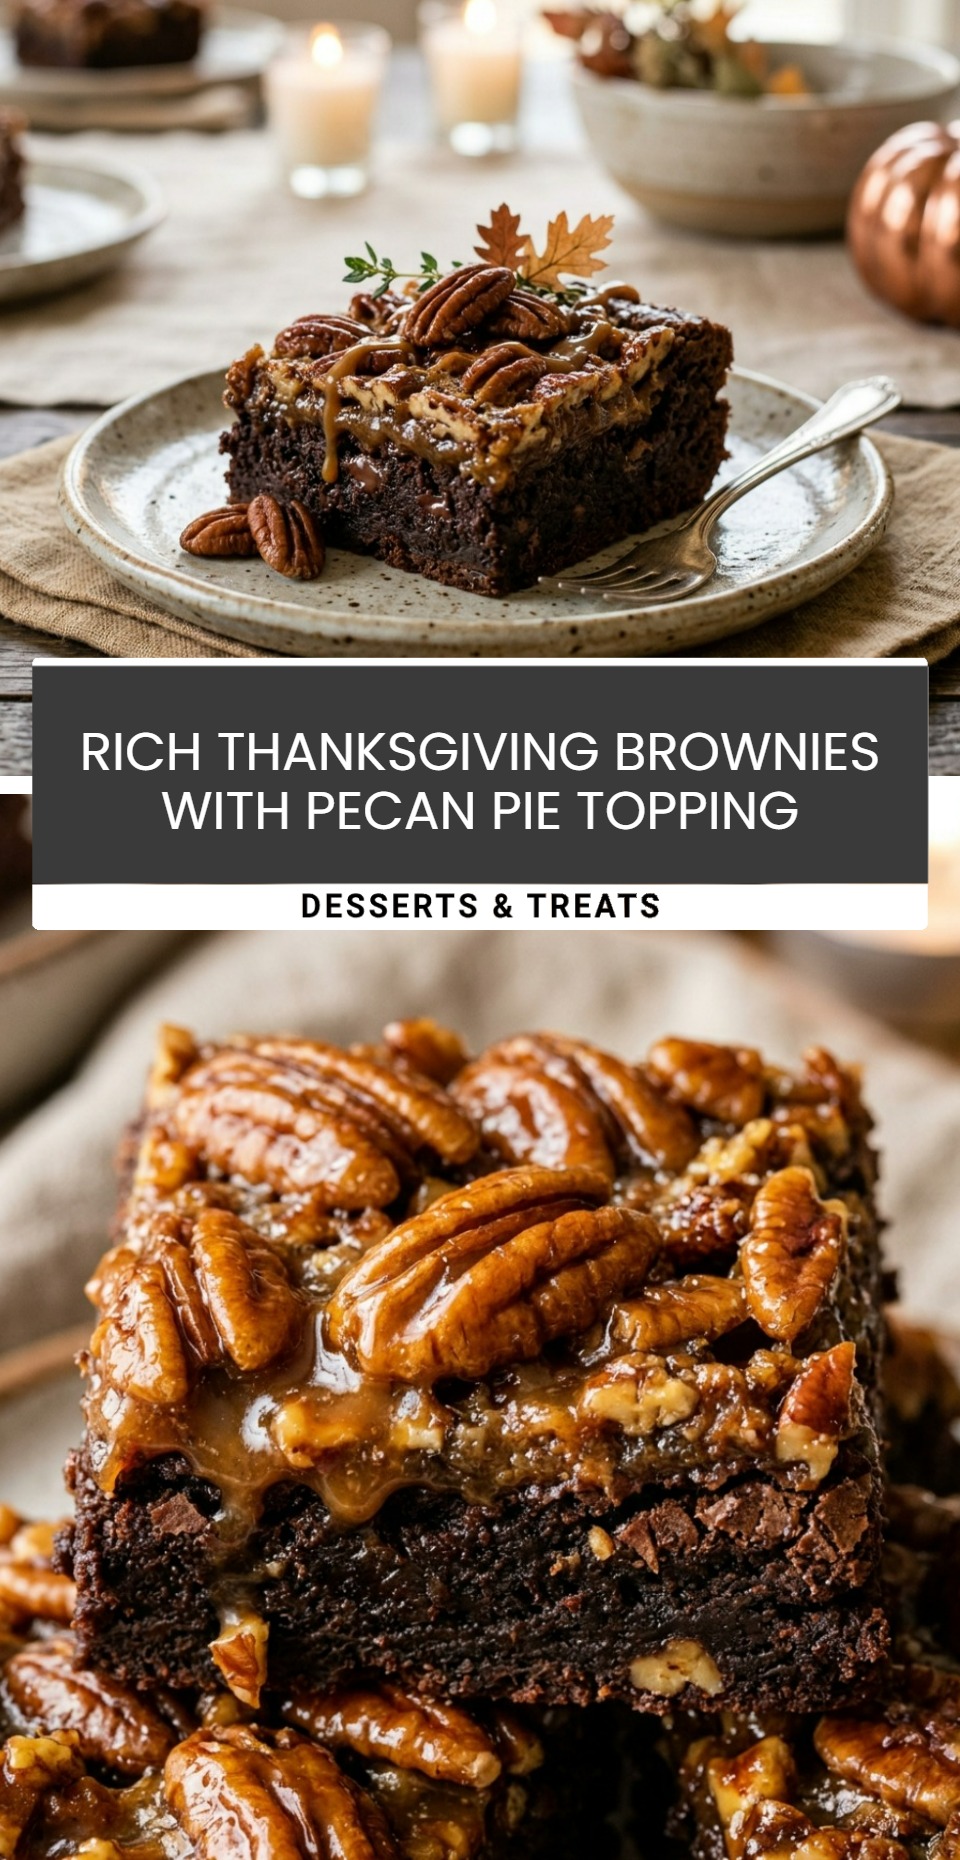 RICH THANKSGIVING BROWNIES
WITH PECAN PIE TOPPING
DESSERTS & TREATS